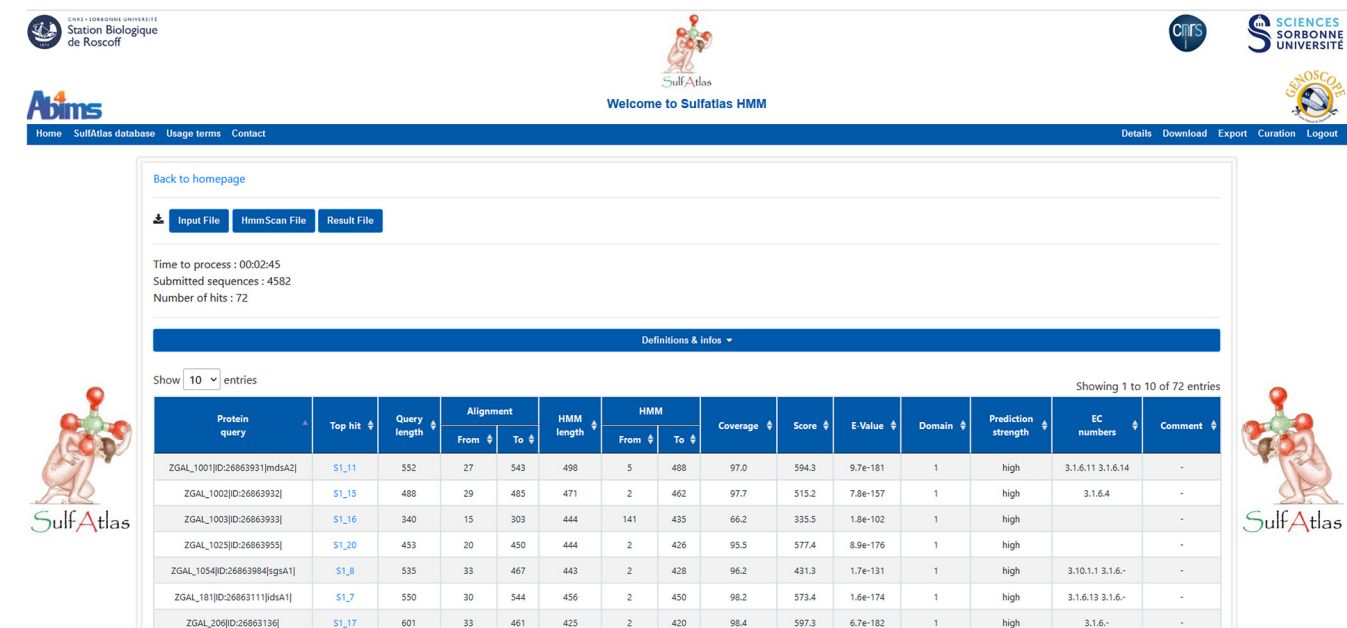 CNRS • SORBONNE UNIVERSITÉ
Station Biologique
de Roscoff
SulfAtlas
cnrs
SCIENCES
SORBONNE
UNIVERSITÉ
Ab4ims
Welcome to Sulfatlas HMM
GENOSCOPE
Home SulfAtlas database Usage terms Contact Details Download Export Curation Logout
Back to homepage
Input File HmmScan File Result File
Time to process : 00:02:45
Submitted sequences : 4582
Number of hits : 72
Definitions & infos
Show 10 entries
Showing 1 to 10 of 72 entries
Protein query Top hit Query length Alignment HMM length HMM Coverage Score E-Value Domain Prediction strength EC numbers Comment
From To From To
ZGAL_1001|ID:26863931|mdsA2| S1_11 552 27 543 498 5 488 97.0 594.3 9.7e-181 1 high 3.1.6.11 3.1.6.14 -
ZGAL_1002|ID:26863932| S1_15 488 29 485 471 2 462 97.7 515.2 7.8e-157 1 high 3.1.6.4 -
ZGAL_1003|ID:26863933| S1_16 340 15 303 444 141 435 66.2 335.5 1.8e-102 1 high -
ZGAL_1025|ID:26863955| S1_20 453 20 450 444 2 426 95.5 577.4 8.9e-176 1 high -
ZGAL_1054|ID:26863984|sgsA1| S1_8 535 33 467 443 2 428 96.2 431.3 1.7e-131 1 high 3.10.1.1 3.1.6.- -
ZGAL_181|ID:26863111|idsA1| S1_7 550 30 544 456 2 450 98.2 573.4 1.6e-174 1 high 3.1.6.13 3.1.6.- -
ZGAL_206|ID:26863136| S1_17 601 33 461 425 2 420 98.4 597.3 6.7e-182 1 high 3.1.6.- -
SulfAtlas
SulfAtlas